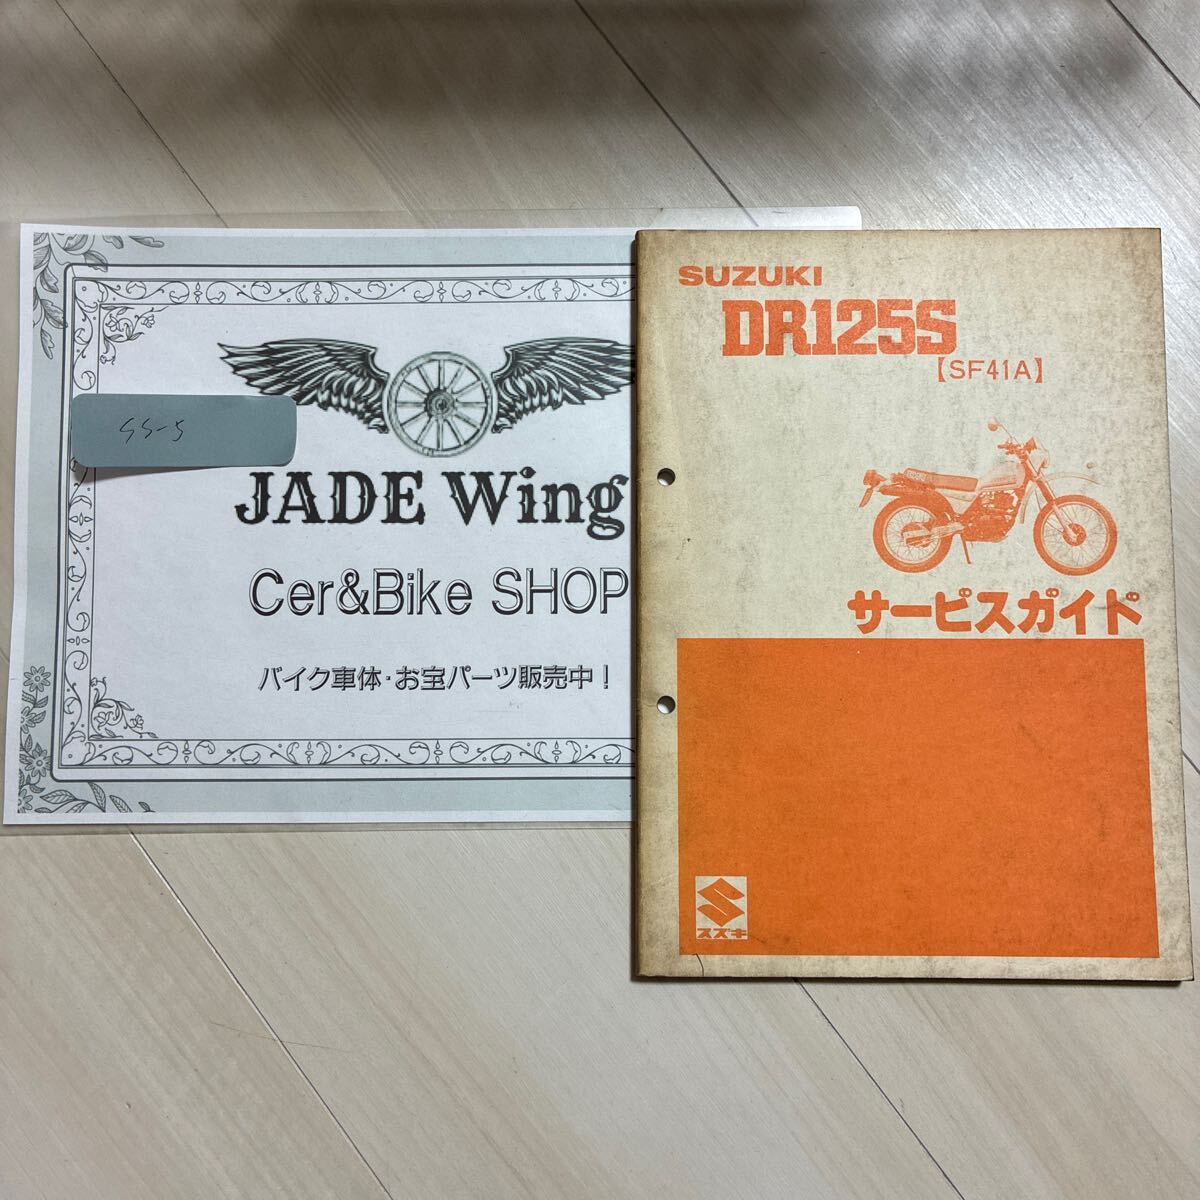 SS-5
JADE Wing
Cer&Bike SHOP
バイク車体・お宝パーツ販売中!
SUZUKI
DR125S
【SF41A】
サービスガイド
スズキ